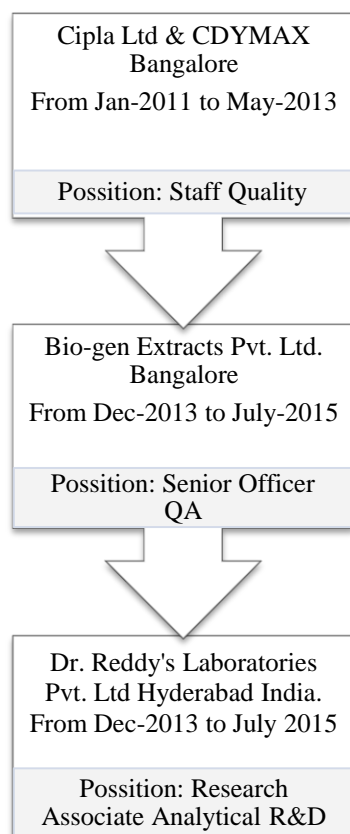 Cipla Ltd & CDYMAX
Bangalore
From Jan-2011 to May-2013
Possition: Staff Quality
Bio-gen Extracts Pvt. Ltd.
Bangalore
From Dec-2013 to July-2015
Possition: Senior Officer
QA
Dr. Reddy's Laboratories
Pvt. Ltd Hyderabad India.
From Dec-2013 to July 2015
Possition: Research
Associate Analytical R&D